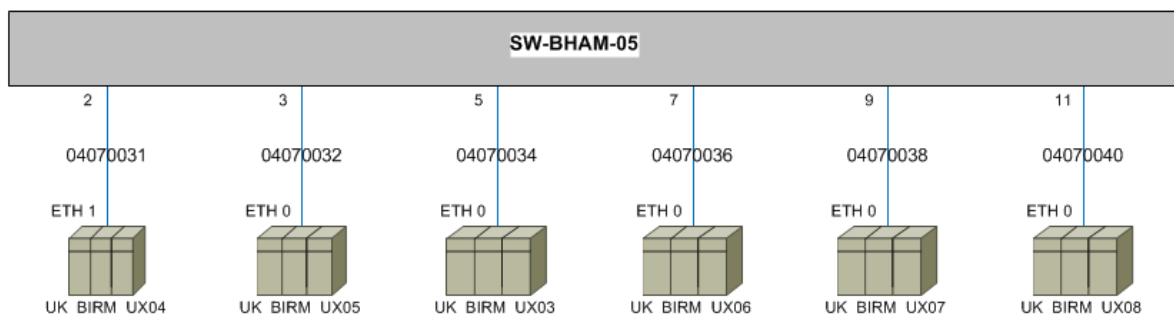 SW-BHAM-05
2 3 5 7 9 11
04070031 04070032 04070034 04070036 04070038 04070040
ETH 1 ETH 0 ETH 0 ETH 0 ETH 0 ETH 0
UK BIRM UX04 UK BIRM UX05 UK BIRM UX03 UK BIRM UX06 UK BIRM UX07 UK BIRM UX08